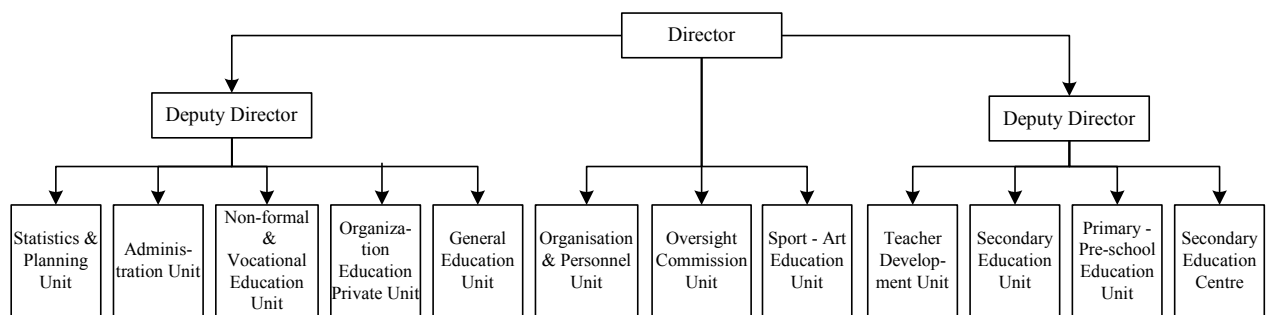 Director
Deputy Director
Deputy Director
Statistics &
Planning
Unit
Adminis-
tration Unit
Non-formal
&
Vocational
Education
Unit
Organiza-
tion
Education
Private Unit
General
Education
Unit
Organisation
& Personnel
Unit
Oversight
Commission
Unit
Sport - Art
Education
Unit
Teacher
Develop-
ment Unit
Secondary
Education
Unit
Primary -
Pre-school
Education
Unit
Secondary
Education
Centre